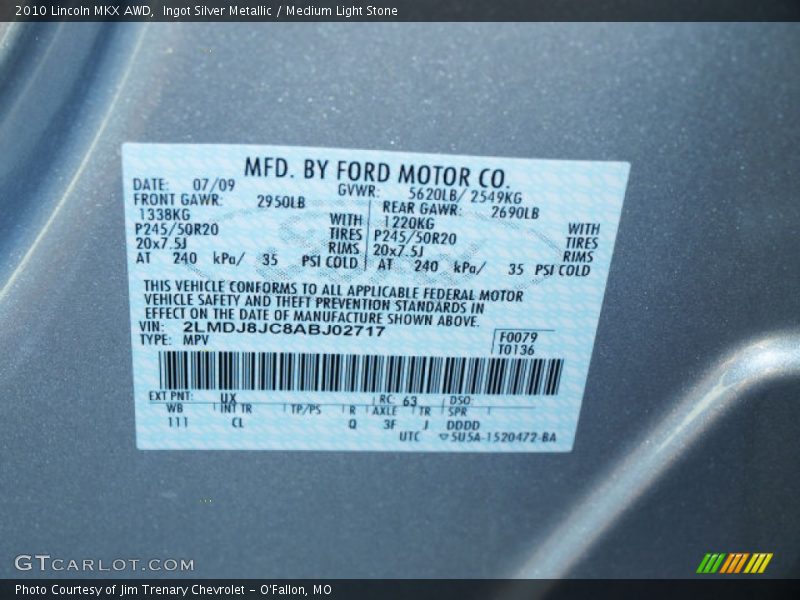 2010 Lincoln MKX AWD,  Ingot Silver Metallic / Medium Light Stone
MFD. BY FORD MOTOR CO.
DATE: 07/09 GVWR: 5620LB/ 2549KG
FRONT GAWR: 2950LB REAR GAWR: 2690LB
1338KG WITH 1220KG WITH
P245/50R20 TIRES P245/50R20 TIRES
20x7.5J RIMS 20x7.5J RIMS
AT 240 kPa/ 35 PSI COLD AT 240 kPa/ 35 PSI COLD
THIS VEHICLE CONFORMS TO ALL APPLICABLE FEDERAL MOTOR
VEHICLE SAFETY AND THEFT PREVENTION STANDARDS IN
EFFECT ON THE DATE OF MANUFACTURE SHOWN ABOVE.
VIN: 2LMDJ8JC8ABJ02717 F0079
TYPE: MPV T0136
EXT PNT: UX RC: 63 DSO:
WB INT TR TP/PS R AXLE TR SPR
111 CL Q 3F J DDDD
UTC 5U5A-1520472-BA
GTCARLOT.COM
Photo Courtesy of Jim Trenary Chevrolet - O'Fallon, MO